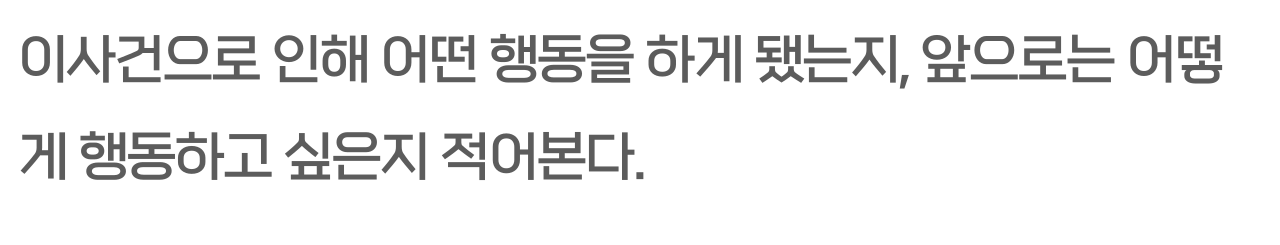 이사건으로 인해 어떤 행동을 하게 됐는지, 앞으로는 어떻
게 행동하고 싶은지 적어본다.